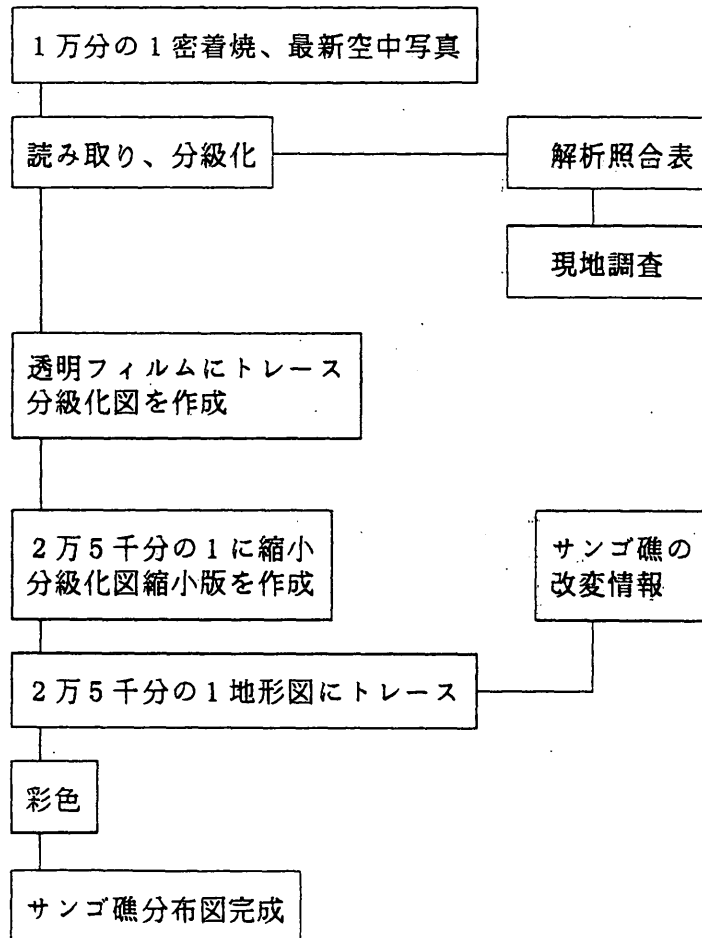 1万分の1密着焼、最新空中写真
読み取り、分級化
解析照合表
現地調査
透明フィルムにトレース
分級化図を作成
2万5千分の1に縮小
分級化図縮小版を作成
サンゴ礁の
改変情報
2万5千分の1地形図にトレース
彩色
サンゴ礁分布図完成